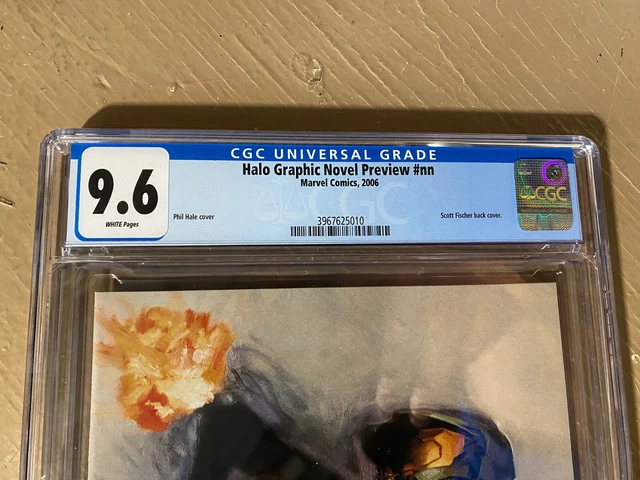 CGC UNIVERSAL GRADE
Halo Graphic Novel Preview #nn
Marvel Comics, 2006
9.6
WHITE Pages
Phil Hale cover
Scott Fischer back cover.
3967625010
CGC
CGC